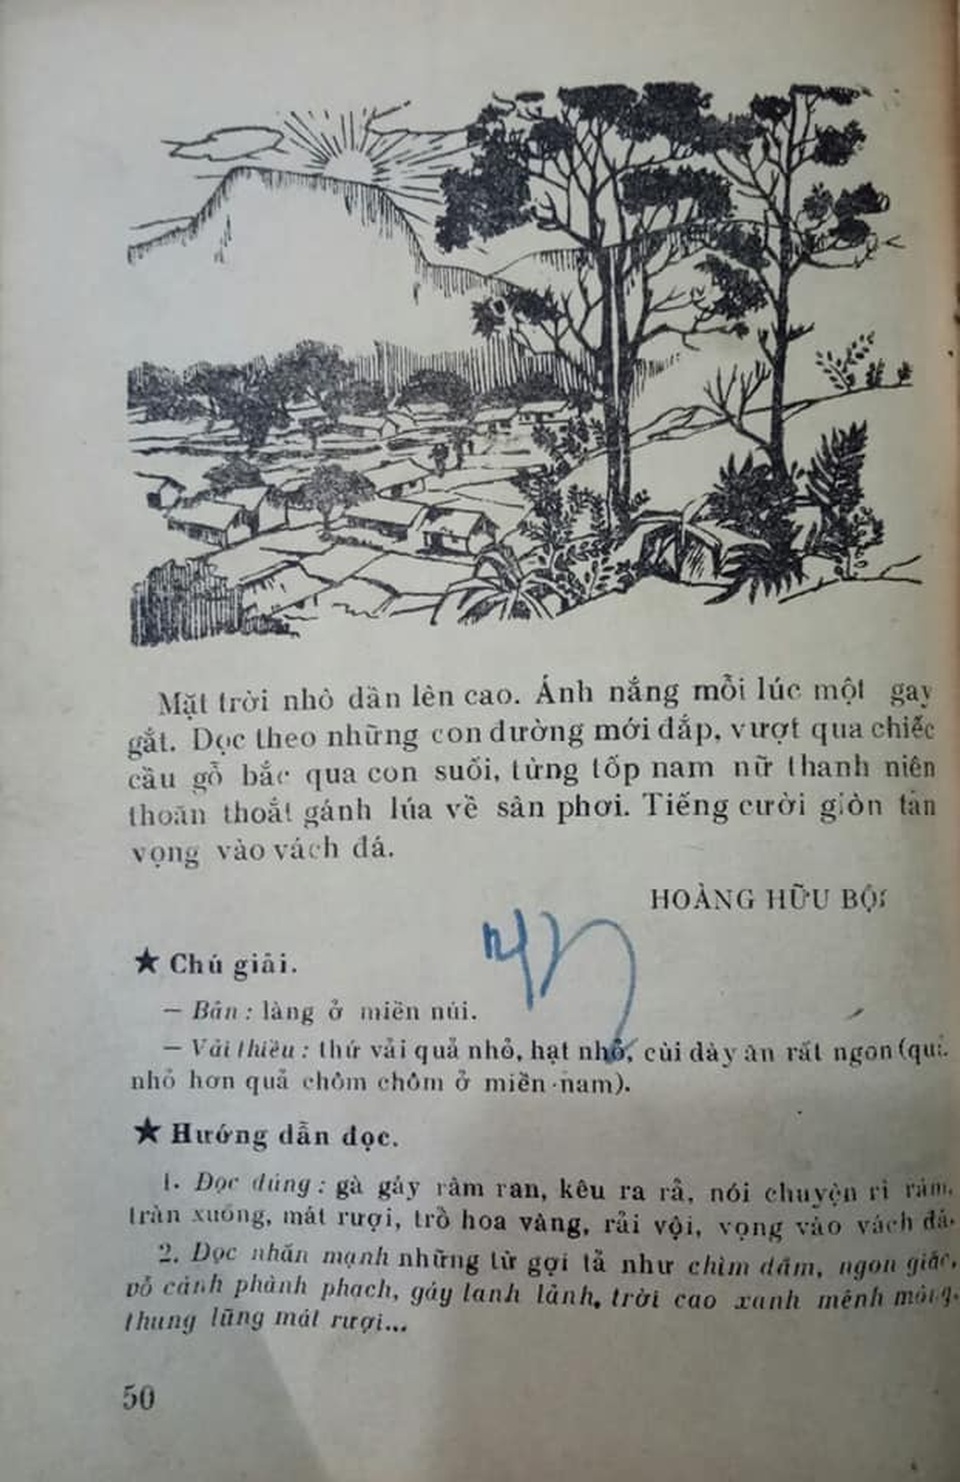 Mặt trời nhô dần lên cao. Ánh nắng mỗi lúc một gay
gắt. Dọc theo những con đường mới đắp, vượt qua chiếc
cầu gỗ bắc qua con suối, từng tốp nam nữ thanh niên
thoăn thoắt gánh lúa về sân phơi. Tiếng cười giòn tan
vọng vào vách đá.
HOÀNG HỮU BỘI
★ Chú giải.
– Bản : làng ở miền núi.
– Vải thiều : thứ vải quả nhỏ, hạt nhỏ, cùi dày ăn rất ngon (quả
nhỏ hơn quả chôm chôm ở miền nam).
★ Hướng dẫn đọc.
1. Đọc đúng : gà gáy râm ran, kêu ra rả, nói chuyện rì rầm,
tràn xuống, mát rượi, trổ hoa vàng, rải vội, vọng vào vách đá.
2. Đọc nhấn mạnh những từ gợi tả như chìm đắm, ngon giấc,
vỗ cánh phành phạch, gáy lanh lảnh, trời cao xanh mênh mông,
thung lũng mát rượi...
50